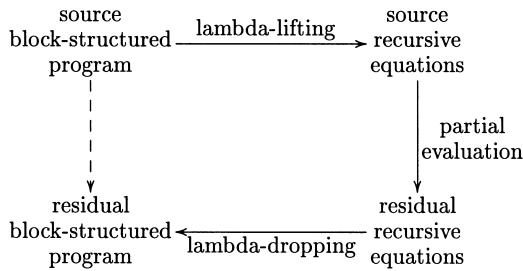 source
block-structured
program
lambda-lifting
source
recursive
equations
partial
evaluation
residual
block-structured
program
lambda-dropping
residual
recursive
equations